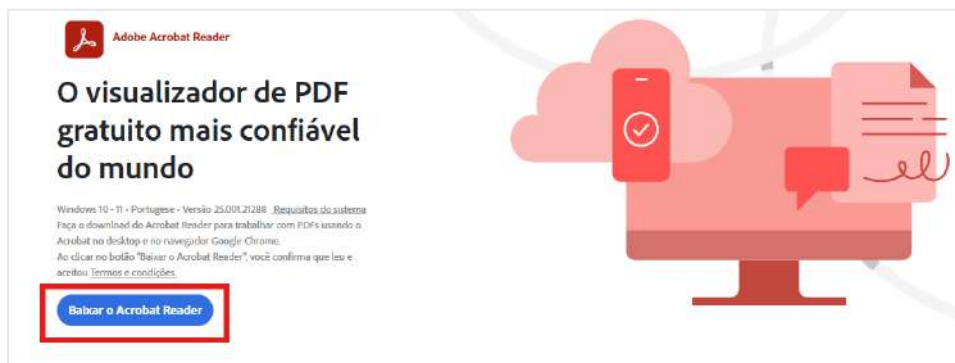 Adobe Acrobat Reader
O visualizador de PDF
gratuito mais confiável
do mundo
Windows 10 - 11 - Portugese - Versão 25.001.21288 Requisitos do sistema
Faça o download do Acrobat Reader para trabalhar com PDFs usando o
Acrobat no desktop e no navegador Google Chrome.
Ao clicar no botão "Baixar o Acrobat Reader", você confirma que leu e
aceitou Termos e condições.
Baixar o Acrobat Reader